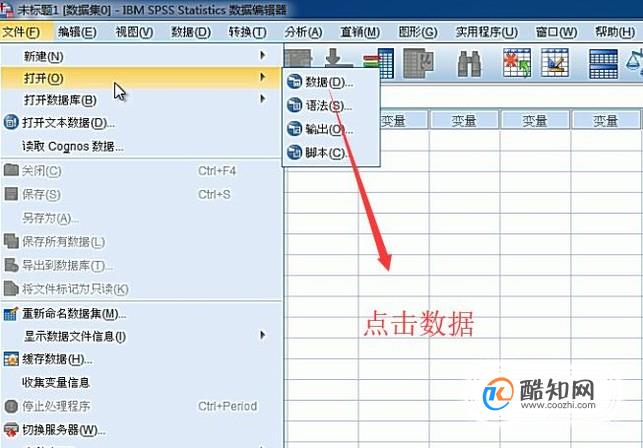 未标题1 [数据集0] - IBM SPSS Statistics 数据编辑器
文件(F) 编辑(E) 视图(V) 数据(D) 转换(T) 分析(A) 直销(M) 图形(G) 实用程序(U) 窗口(W) 帮助(H)
新建(N)
打开(O)
打开数据库(B)
打开文本数据(D)...
读取 Cognos 数据...
关闭(C) Ctrl+F4
保存(S) Ctrl+S
另存为(A)...
保存所有数据(L)
导出到数据库(T)...
将文件标记为只读(K)
重新命名数据集(M)...
显示数据文件信息(I)
缓存数据(H)...
收集变量信息
停止处理程序 Ctrl+Period
切换服务器(W)...
数据(D)...
语法(S)...
输出(O)...
脚本(C)...
变量 变量 变量 变量
点击数据
酷知网
www.coozhi.com